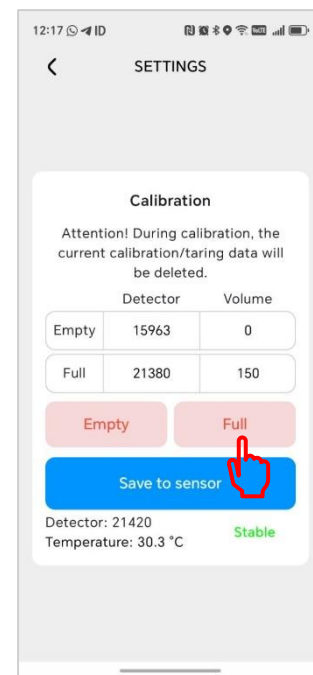 12:17 ID
SETTINGS
Calibration
Attention! During calibration, the
current calibration/taring data will
be deleted.
Detector Volume
Empty 15963 0
Full 21380 150
Empty Full
Save to sensor
Detector: 21420
Temperature: 30.3 °C
Stable